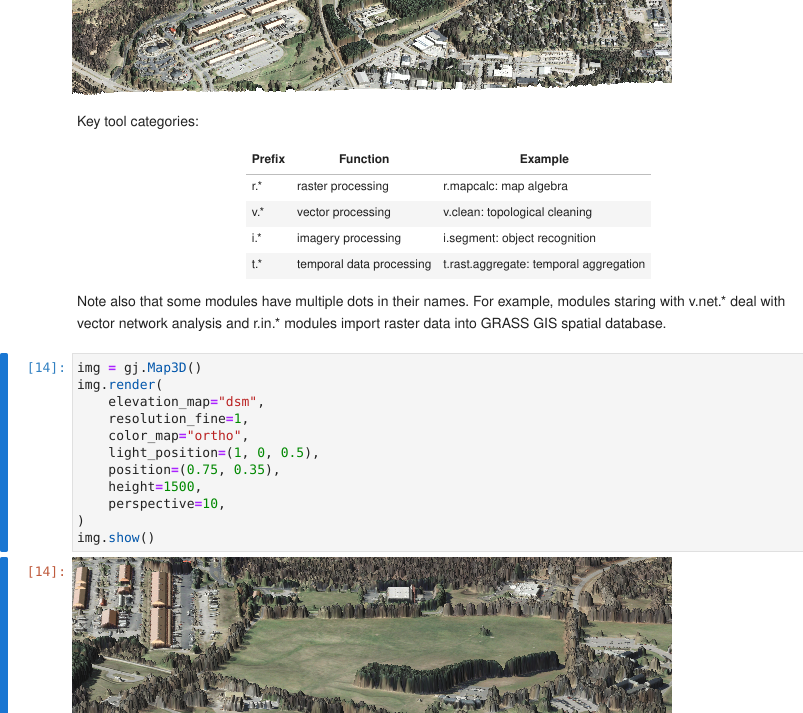 Key tool categories:
Prefix Function Example
r.* raster processing r.mapcalc: map algebra
v.* vector processing v.clean: topological cleaning
i.* imagery processing i.segment: object recognition
t.* temporal data processing t.rast.aggregate: temporal aggregation
Note also that some modules have multiple dots in their names. For example, modules staring with v.net.* deal with
vector network analysis and r.in.* modules import raster data into GRASS GIS spatial database.
[14]: img = gj.Map3D()
img.render(
    elevation_map="dsm",
    resolution_fine=1,
    color_map="ortho",
    light_position=(1, 0, 0.5),
    position=(0.75, 0.35),
    height=1500,
    perspective=10,
)
img.show()
[14]: